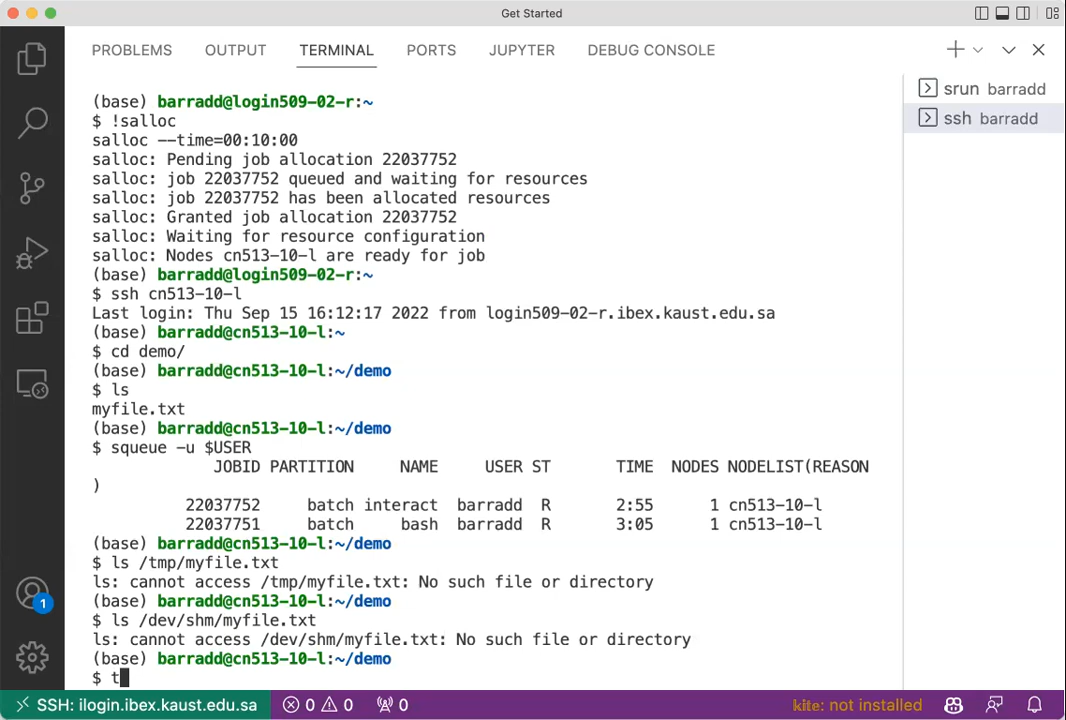 Get Started
PROBLEMS OUTPUT TERMINAL PORTS JUPYTER DEBUG CONSOLE
(base) barradd@login509-02-r:~
$ !salloc
salloc --time=00:10:00
salloc: Pending job allocation 22037752
salloc: job 22037752 queued and waiting for resources
salloc: job 22037752 has been allocated resources
salloc: Granted job allocation 22037752
salloc: Waiting for resource configuration
salloc: Nodes cn513-10-l are ready for job
(base) barradd@login509-02-r:~
$ ssh cn513-10-l
Last login: Thu Sep 15 16:12:17 2022 from login509-02-r.ibex.kaust.edu.sa
(base) barradd@cn513-10-l:~
$ cd demo/
(base) barradd@cn513-10-l:~/demo
$ ls
myfile.txt
(base) barradd@cn513-10-l:~/demo
$ squeue -u $USER
JOBID PARTITION NAME USER ST TIME NODES NODELIST(REASON
)
22037752 batch interact barradd R 2:55 1 cn513-10-l
22037751 batch bash barradd R 3:05 1 cn513-10-l
(base) barradd@cn513-10-l:~/demo
$ ls /tmp/myfile.txt
ls: cannot access /tmp/myfile.txt: No such file or directory
(base) barradd@cn513-10-l:~/demo
$ ls /dev/shm/myfile.txt
ls: cannot access /dev/shm/myfile.txt: No such file or directory
(base) barradd@cn513-10-l:~/demo
$ t
srun barradd
ssh barradd
1
SSH: ilogin.ibex.kaust.edu.sa 0 0 0 kite: not installed